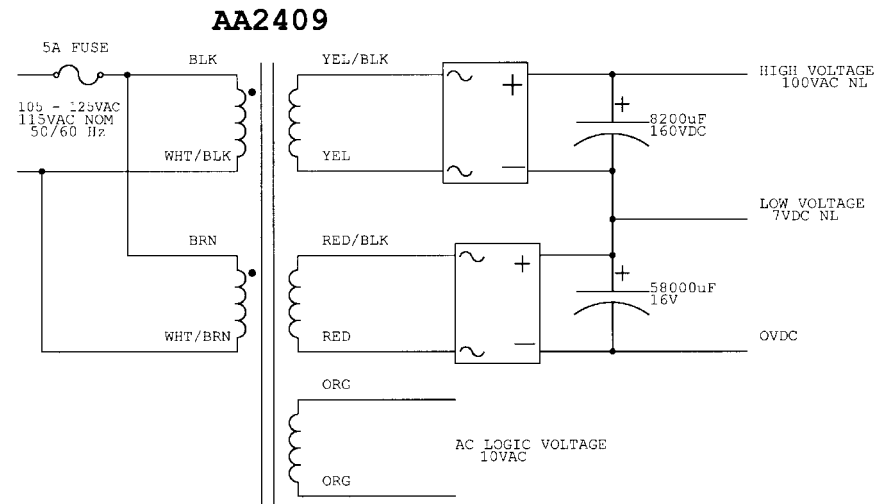 AA2409
5A FUSE
BLK
YEL/BLK
HIGH VOLTAGE
100VAC NL
105 - 125VAC
115VAC NOM
50/60 Hz
8200uF
160VDC
WHT/BLK
YEL
LOW VOLTAGE
7VDC NL
BRN
RED/BLK
58000uF
16V
WHT/BRN
RED
0VDC
ORG
AC LOGIC VOLTAGE
10VAC
ORG